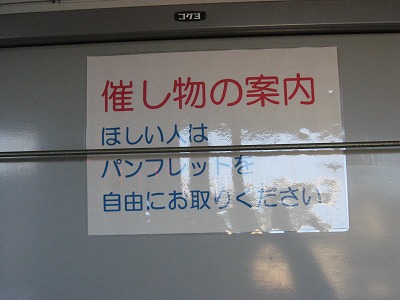 コクヨ
催し物の案内
ほしい人は
パンフレットを
自由にお取りください